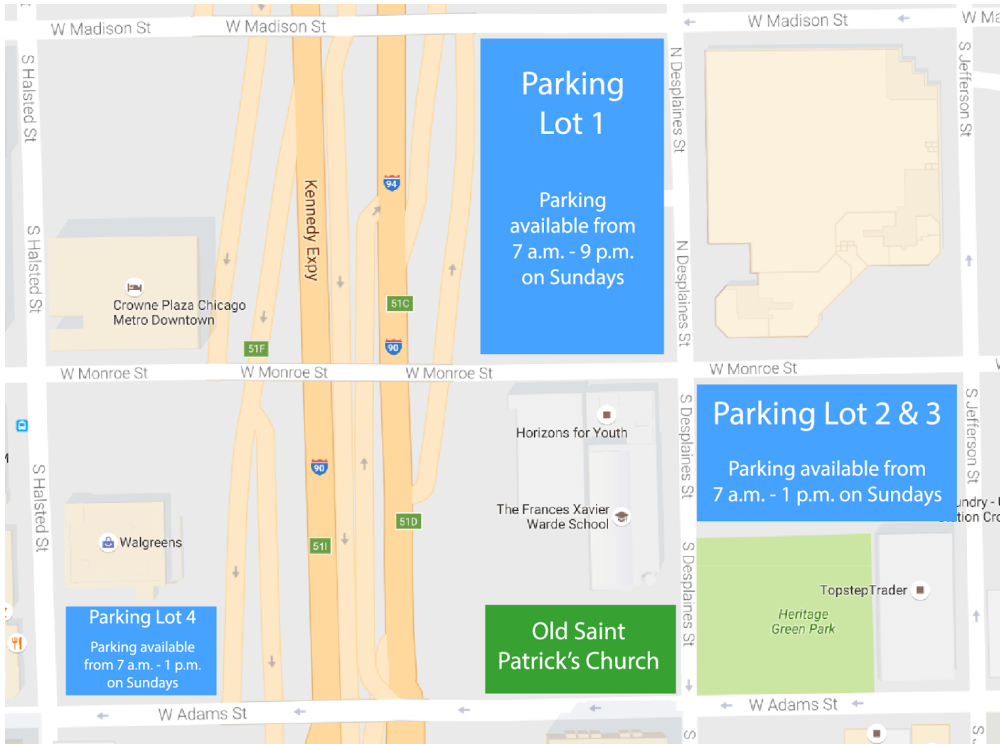 W Madison St
W Madison St
W Madison St
W Ma
S Halsted St
S Halsted St
S Halsted St
Kennedy Expy
94
51C
90
51F
Parking
Lot 1
Parking
available from
7 a.m. - 9 p.m.
on Sundays
N Desplaines St
N Desplaines St
S Jefferson St
Crowne Plaza Chicago
Metro Downtown
W Monroe St
W Monroe St
W Monroe St
W Monroe St
W
90
51D
51I
Horizons for Youth
The Frances Xavier
Warde School
S Desplaines St
S Desplaines St
S
Parking Lot 2 & 3
Parking available from
7 a.m. - 1 p.m. on Sundays
S Jefferson St
undry - U
tion Cro
Walgreens
Parking Lot 4
Parking available
from 7 a.m. - 1 p.m.
on Sundays
Old Saint
Patrick's Church
TopstepTrader
Heritage
Green Park
W Adams St
W Adams St
S